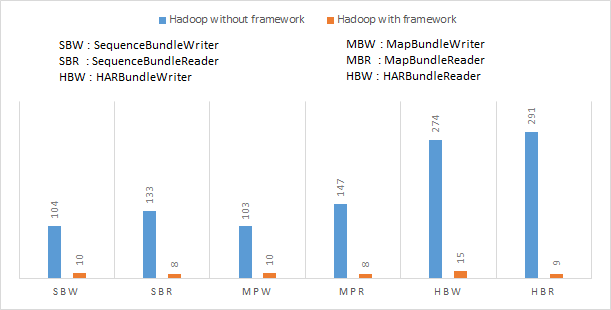 Hadoop without framework Hadoop with framework
SBW : SequenceBundleWriter MBW : MapBundleWriter
SBR : SequenceBundleReader MBR : MapBundleReader
HBW : HARBundleWriter HBW : HARBundleReader
104 10 133 8 103 10 147 8 274 15 291 9
SBW SBR MPW MPR HBW HBR